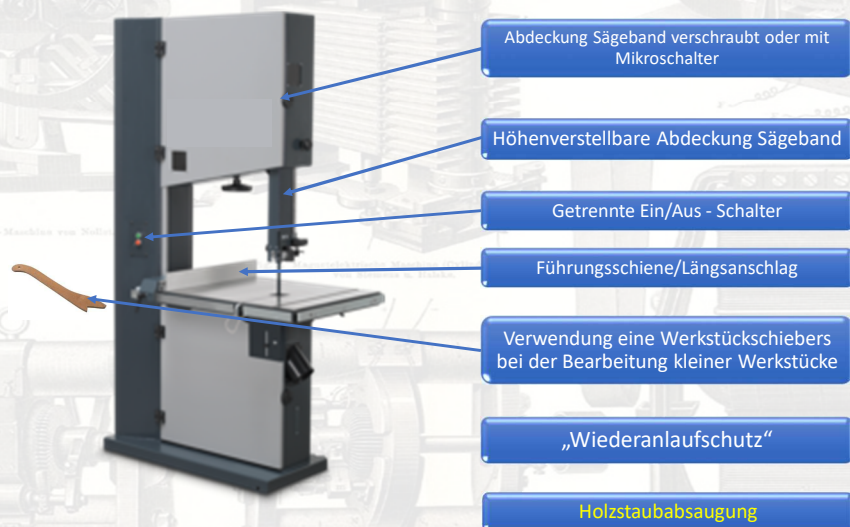 Abdeckung Sägeband verschraubt oder mit
Mikroschalter
Höhenverstellbare Abdeckung Sägeband
Getrennte Ein/Aus - Schalter
Führungsschiene/Längsanschlag
Verwendung eine Werkstückschiebers
bei der Bearbeitung kleiner Werkstücke
„Wiederanlaufschutz“
Holzstaubabsaugung